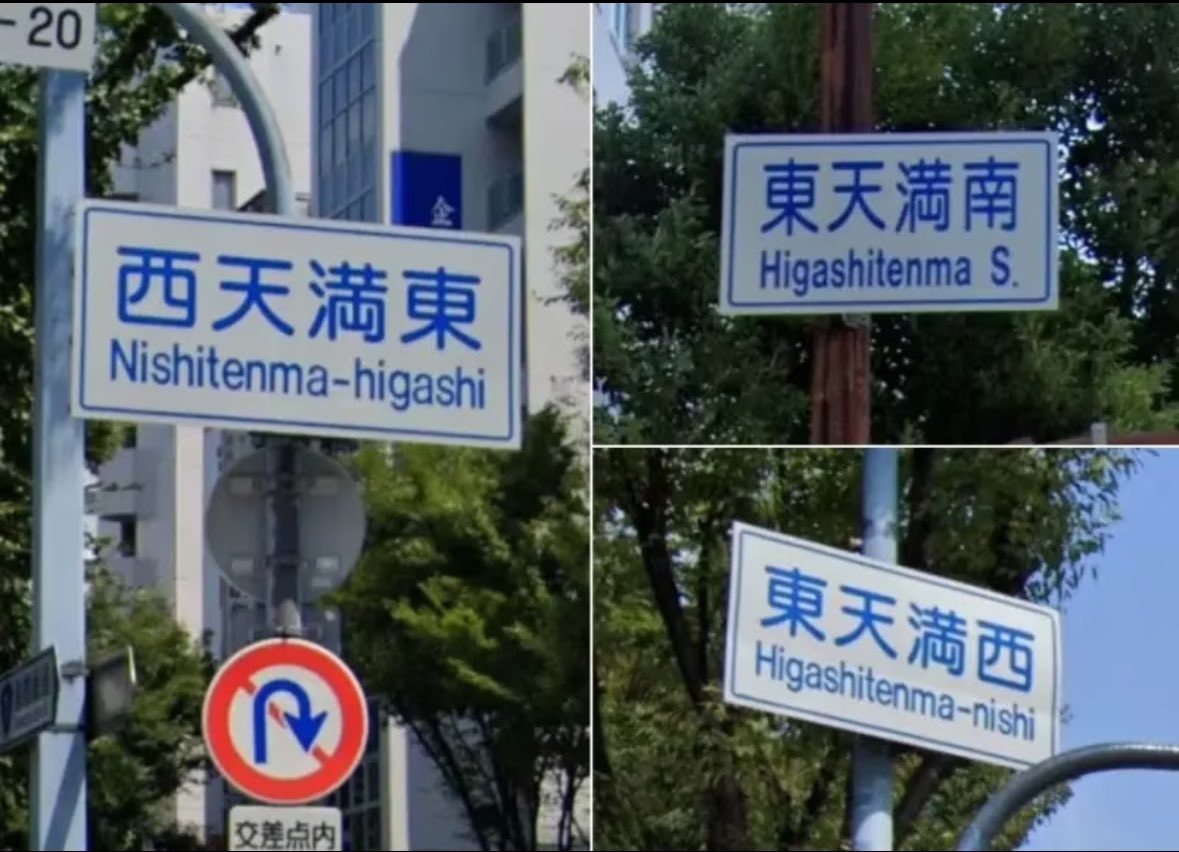 -20
企
西天満東
Nishitenma-higashi
交差点内
東天満南
Higashitenma S.
東天満西
Higashitenma-nishi